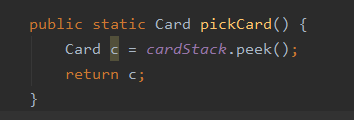 public static Card pickCard() {
    Card c = cardStack.peek();
    return c;
}